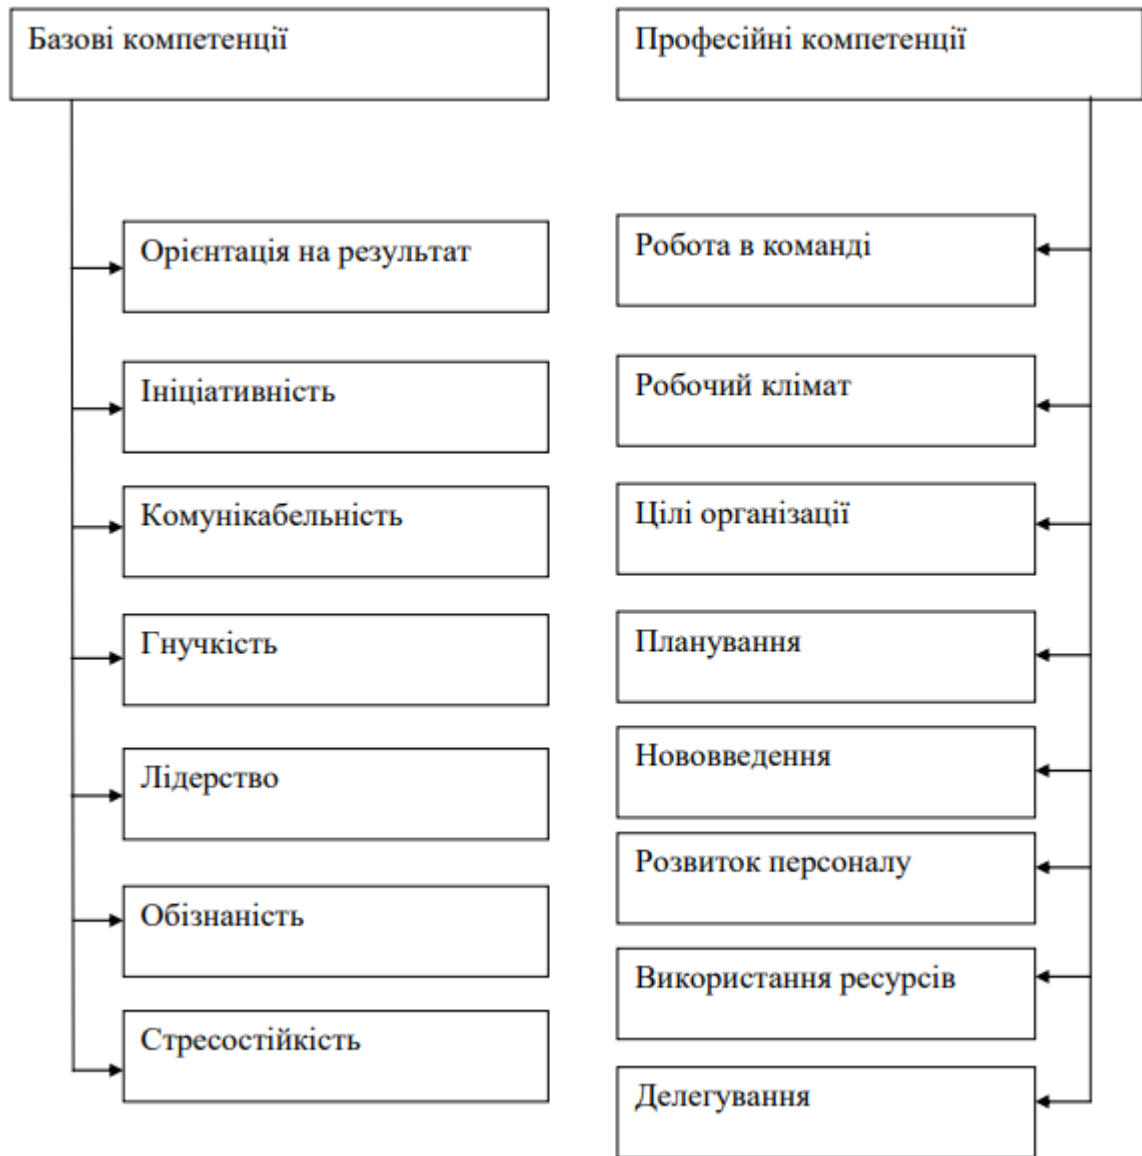 Базові компетенції
Орієнтація на результат
Ініціативність
Комунікабельність
Гнучкість
Лідерство
Обізнаність
Стресостійкість
Професійні компетенції
Робота в команді
Робочий клімат
Цілі організації
Планування
Нововведення
Розвиток персоналу
Використання ресурсів
Делегування